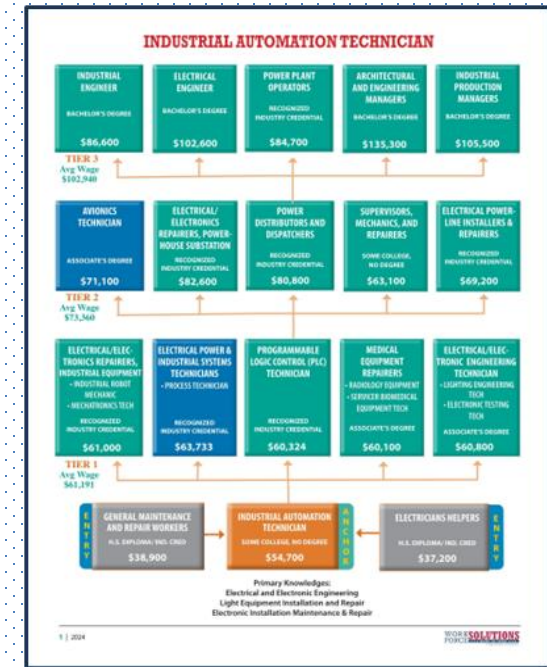 INDUSTRIAL AUTOMATION TECHNICIAN
INDUSTRIAL
ENGINEER
BACHELOR'S DEGREE
$86,600
ELECTRICAL
ENGINEER
BACHELOR'S DEGREE
$102,600
POWER PLANT
OPERATORS
RECOGNIZED
INDUSTRY CREDENTIAL
$84,700
ARCHITECTURAL
AND ENGINEERING
MANAGERS
BACHELOR'S DEGREE
$135,300
INDUSTRIAL
PRODUCTION
MANAGERS
BACHELOR'S DEGREE
$105,500
TIER 3
Avg Wage
$102,940
AVIONICS
TECHNICIAN
ASSOCIATE'S DEGREE
$71,100
ELECTRICAL/
ELECTRONICS
REPAIRERS, POWER-
HOUSE SUBSTATION
RECOGNIZED
INDUSTRY CREDENTIAL
$82,600
POWER
DISTRIBUTORS AND
DISPATCHERS
RECOGNIZED
INDUSTRY CREDENTIAL
$80,800
SUPERVISORS,
MECHANICS, AND
REPAIRERS
SOME COLLEGE,
NO DEGREE
$63,100
ELECTRICAL POWER-
LINE INSTALLERS &
REPAIRERS
RECOGNIZED
INDUSTRY CREDENTIAL
$69,200
TIER 2
Avg Wage
$73,360
ELECTRICAL/ELEC-
TRONICS REPAIRERS,
INDUSTRIAL EQUIPMENT
• INDUSTRIAL ROBOT
MECHANIC
• MECHATRONICS TECH
RECOGNIZED
INDUSTRY CREDENTIAL
$61,000
ELECTRICAL POWER &
INDUSTRIAL SYSTEMS
TECHNICIANS
• PROCESS TECHNICIAN
RECOGNIZED
INDUSTRY CREDENTIAL
$63,733
PROGRAMMABLE
LOGIC CONTROL (PLC)
TECHNICIAN
RECOGNIZED
INDUSTRY CREDENTIAL
$60,324
MEDICAL
EQUIPMENT
REPAIRERS
• RADIOLOGY EQUIPMENT
• SERVICER BIOMEDICAL
EQUIPMENT TECH
ASSOCIATE'S DEGREE
$60,100
ELECTRICAL/ELEC-
TRONIC ENGINEERING
TECHNICIAN
• LIGHTING ENGINEERING
TECH
• ELECTRONIC TESTING
TECH
ASSOCIATE'S DEGREE
$60,800
TIER 1
Avg Wage
$61,191
ENTRY
GENERAL MAINTENANCE
AND REPAIR WORKERS
H.S. DIPLOMA/ IND. CRED
$38,900
INDUSTRIAL AUTOMATION
TECHNICIAN
SOME COLLEGE, NO DEGREE
$54,700
ANCHOR
ELECTRICIANS HELPERS
H.S. DIPLOMA/ IND. CRED
$37,200
ENTRY
Primary Knowledges:
Electrical and Electronic Engineering
Light Equipment Installation and Repair
Electronic Installation Maintenance & Repair
1 | 2024
WORKFORCE SOLUTIONS